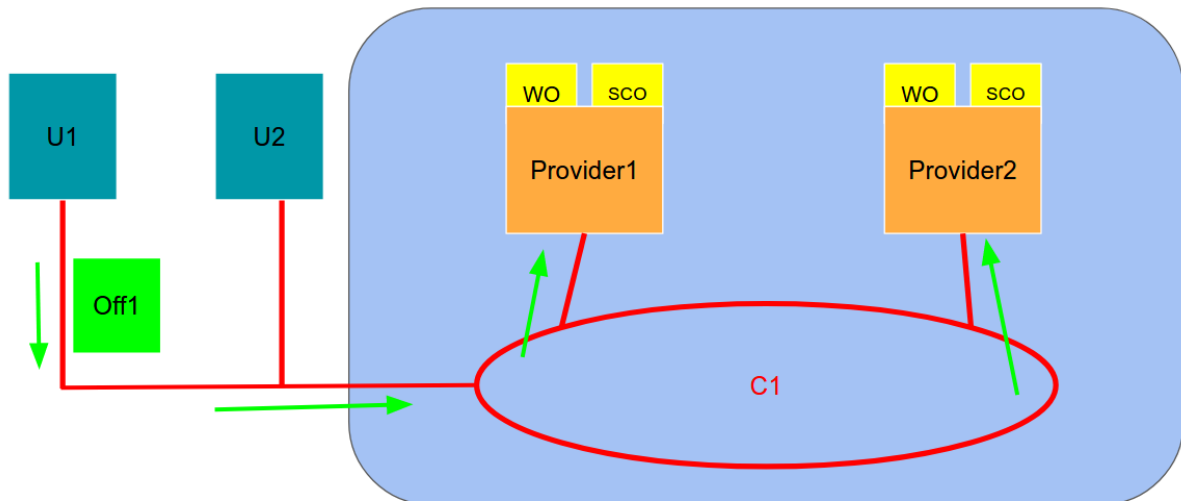 U1
U2
WO
SCO
Provider1
WO
SCO
Provider2
Off1
C1